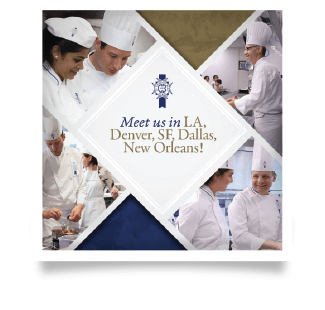 Meet us in LA,
Denver, SF, Dallas,
New Orleans!